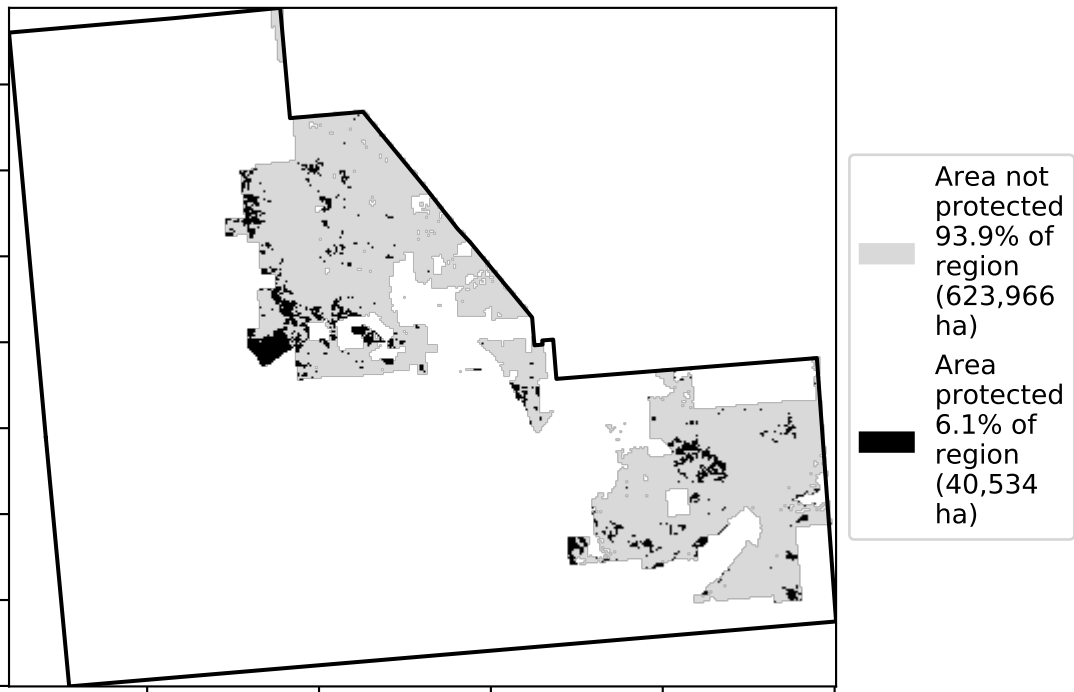 Area not
protected
93.9% of
region
(623,966
ha)
Area
protected
6.1% of
region
(40,534
ha)